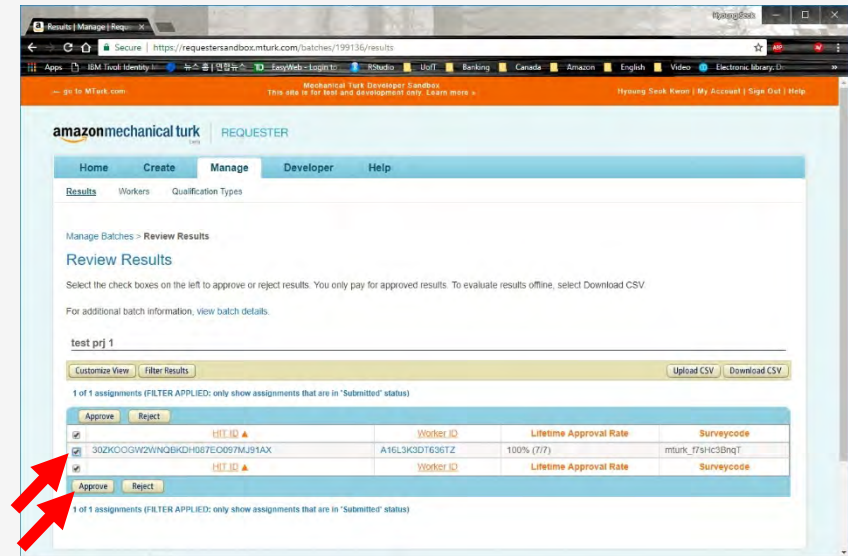 Results | Manage | Requ
Secure | https://requestersandbox.mturk.com/batches/199136/results
Apps IBM Tivoli Identity 뉴스 홈 | 연합뉴스 TD EasyWeb - Login to RStudio UofT Banking Canada Amazon English Video Electronic library: D »
go to MTurk.com
Mechanical Turk Developer Sandbox
This site is for test and development only. Learn more »
Hyoung Seok Kwon | My Account | Sign Out | Help
amazonmechanical turk REQUESTER
beta
Home Create Manage Developer Help
Results Workers Qualification Types
Manage Batches > Review Results
Review Results
Select the check boxes on the left to approve or reject results. You only pay for approved results. To evaluate results offline, select Download CSV.
For additional batch information, view batch details.
test prj 1
Customize View Filter Results Upload CSV Download CSV
1 of 1 assignments (FILTER APPLIED: only show assignments that are in 'Submitted' status)
Approve Reject
HIT ID ▲ Worker ID Lifetime Approval Rate Surveycode
30ZKOOGW2WNQBKDH087EO097MJ91AX A16L3K3DT636TZ 100% (7/7) mturk_f7sHc3BnqT
HIT ID ▲ Worker ID Lifetime Approval Rate Surveycode
Approve Reject
1 of 1 assignments (FILTER APPLIED: only show assignments that are in 'Submitted' status)